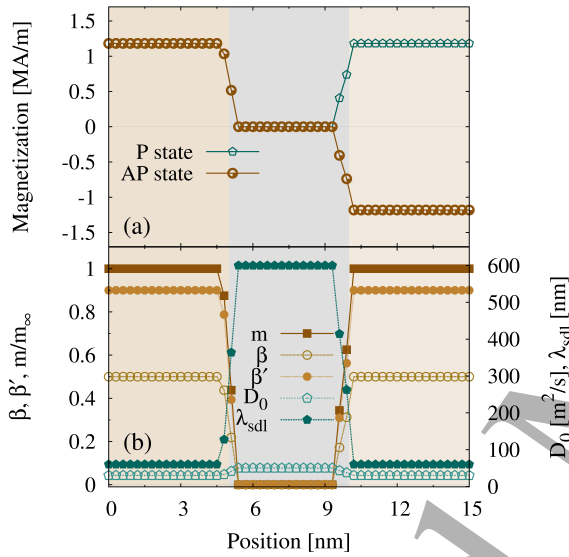 Magnetization [MA/m]
1.5
1
0.5
0
-0.5
-1
-1.5
P state
AP state
(a)
β, β′, m/m∞
1
0.8
0.6
0.4
0.2
0
m
β
β′
D0
λsdl
(b)
600
500
400
300
200
100
0
D0 [m²/s], λsdl [nm]
0 3 6 9 12 15
Position [nm]